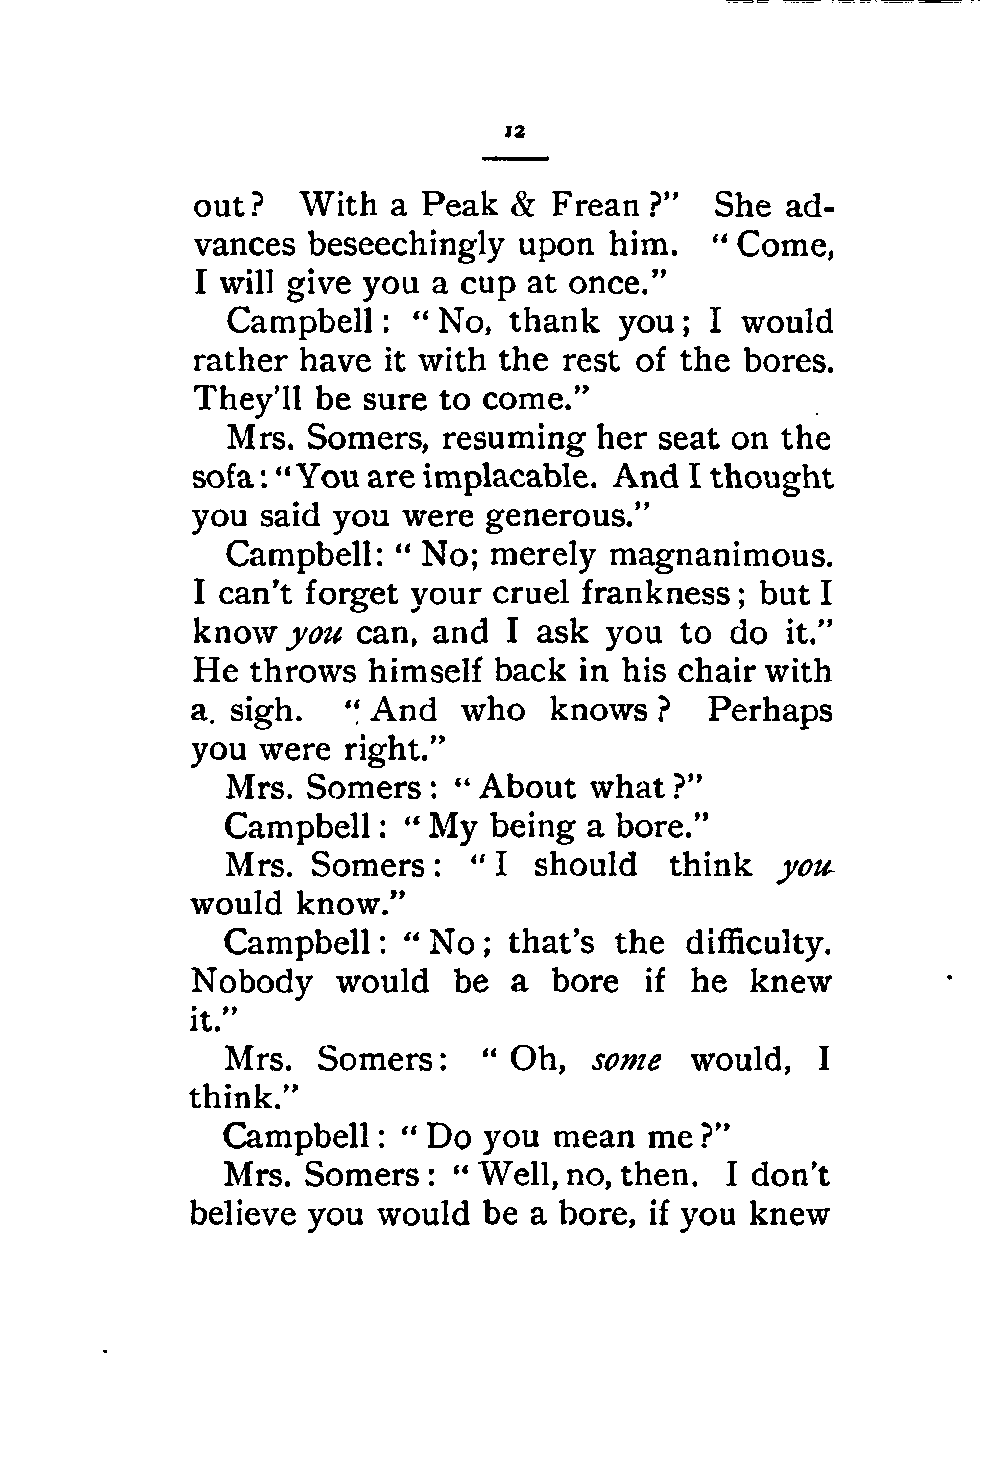 12
out? With a Peak & Frean?" She ad-
vances beseechingly upon him. "Come,
I will give you a cup at once."
Campbell: "No, thank you; I would
rather have it with the rest of the bores.
They'll be sure to come."
Mrs. Somers, resuming her seat on the
sofa: "You are implacable. And I thought
you said you were generous."
Campbell: "No; merely magnanimous.
I can't forget your cruel frankness; but I
know you can, and I ask you to do it."
He throws himself back in his chair with
a sigh. "And who knows? Perhaps
you were right."
Mrs. Somers: "About what?"
Campbell: "My being a bore."
Mrs. Somers: "I should think you
would know."
Campbell: "No; that's the difficulty.
Nobody would be a bore if he knew
it."
Mrs. Somers: "Oh, some would, I
think."
Campbell: "Do you mean me?"
Mrs. Somers: "Well, no, then. I don't
believe you would be a bore, if you knew